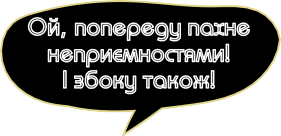 Ой, попереду пахне
неприємностями!
І збоку також!